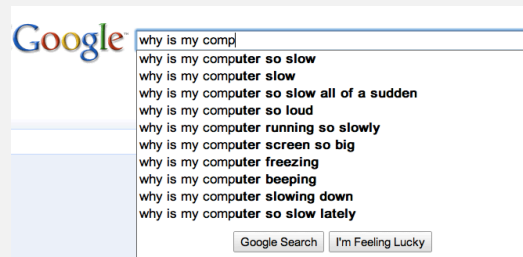 Google
why is my comp
why is my computer so slow
why is my computer slow
why is my computer so slow all of a sudden
why is my computer so loud
why is my computer running so slowly
why is my computer screen so big
why is my computer freezing
why is my computer beeping
why is my computer slowing down
why is my computer so slow lately
Google Search I'm Feeling Lucky